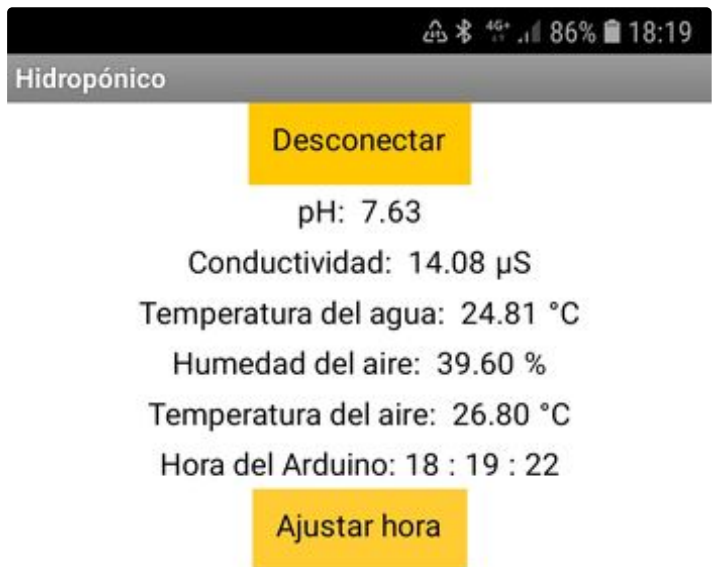 4G+ 86% 18:19
Hidropónico
Desconectar
pH: 7.63
Conductividad: 14.08 µS
Temperatura del agua: 24.81 °C
Humedad del aire: 39.60 %
Temperatura del aire: 26.80 °C
Hora del Arduino: 18 : 19 : 22
Ajustar hora